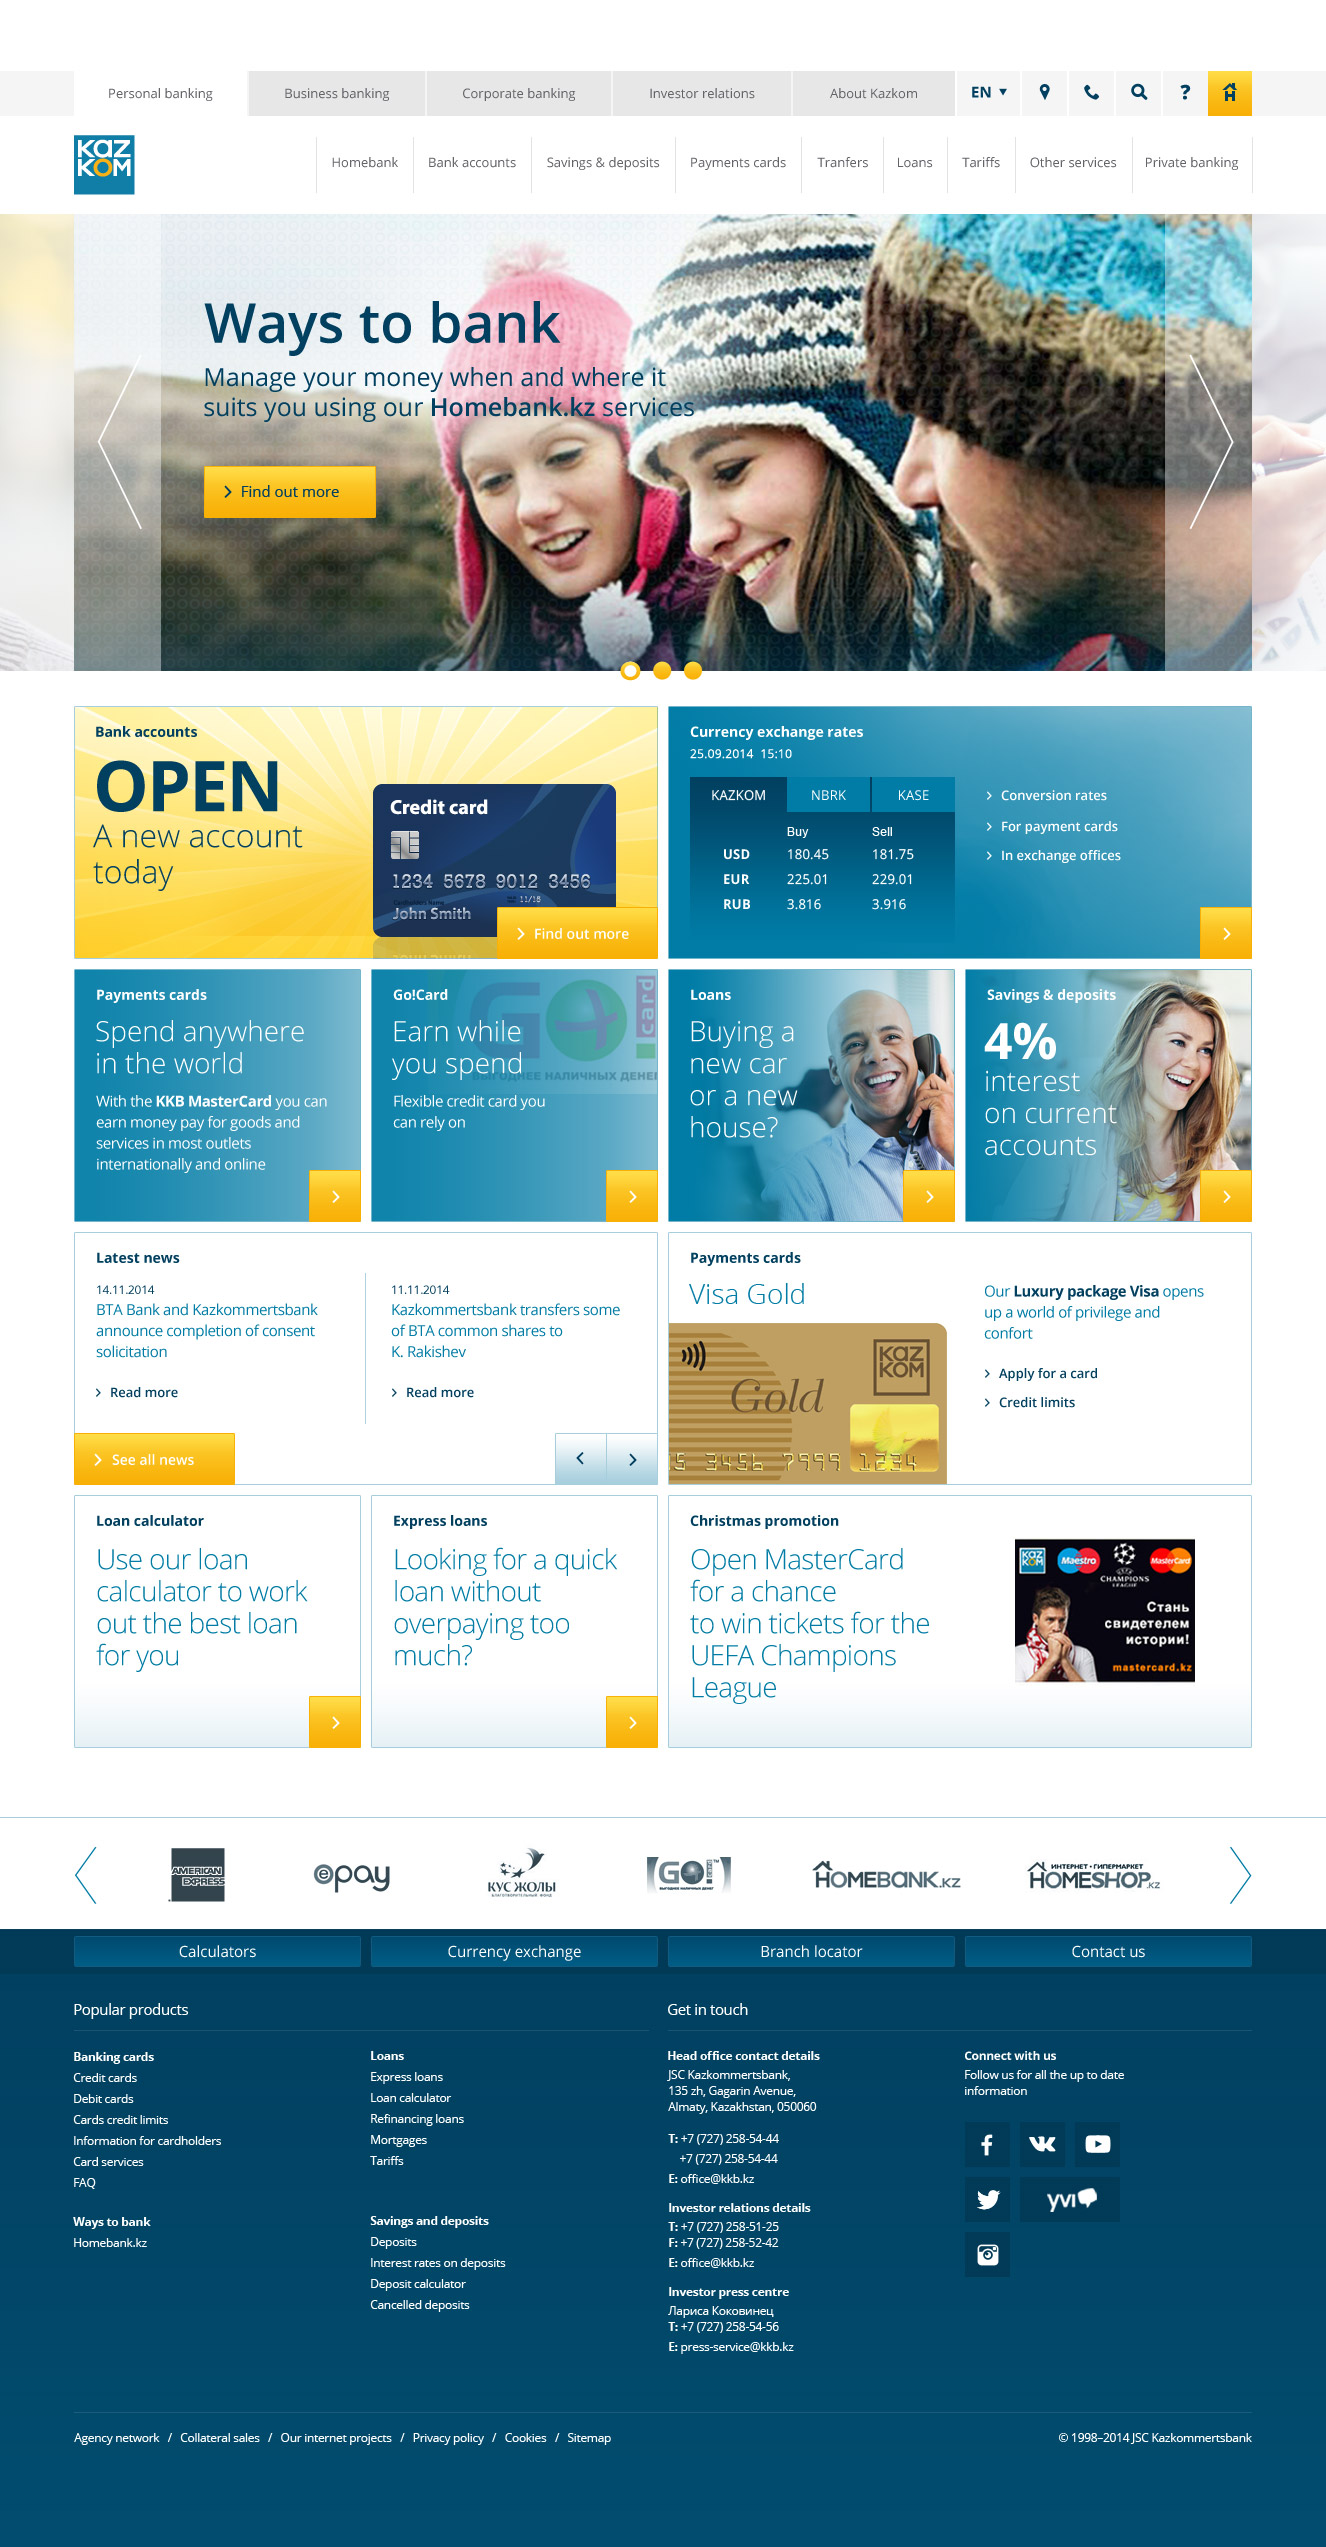 Personal banking
Business banking
Corporate banking
Investor relations
About Kazkom
EN
?
KAZ
KOM
Homebank
Bank accounts
Savings & deposits
Payments cards
Tranfers
Loans
Tariffs
Other services
Private banking
Ways to bank
Manage your money when and where it
suits you using our Homebank.kz services
Find out more
Bank accounts
OPEN
A new account
today
Credit card
1234 5678 9012 3456
11/18
John Smith
Find out more
Currency exchange rates
25.09.2014 15:10
KAZKOM NBRK KASE
Buy Sell
USD 180.45 181.75
EUR 225.01 229.01
RUB 3.816 3.916
Conversion rates
For payment cards
In exchange offices
Payments cards
Spend anywhere
in the world
With the KKB MasterCard you can
earn money pay for goods and
services in most outlets
internationally and online
Go!Card
Earn while
you spend
GO!
card
ВЫГОДНЕЕ НАЛИЧНЫХ ДЕНЕГ
Flexible credit card you
can rely on
Loans
Buying a
new car
or a new
house?
Savings & deposits
4%
interest
on current
accounts
Latest news
14.11.2014
BTA Bank and Kazkommertsbank
announce completion of consent
solicitation
Read more
11.11.2014
Kazkommertsbank transfers some
of BTA common shares to
K. Rakishev
Read more
See all news
Payments cards
Visa Gold
KAZ
KOM
Gold
5 3456 7999 1234
Our Luxury package Visa opens
up a world of privilege and
confort
Apply for a card
Credit limits
Loan calculator
Use our loan
calculator to work
out the best loan
for you
Express loans
Looking for a quick
loan without
overpaying too
much?
Christmas promotion
Open MasterCard
for a chance
to win tickets for the
UEFA Champions
League
KAZ
KOM
Maestro
MasterCard
CHAMPIONS
LEAGUE
Стань
свидетелем
истории!
mastercard.kz
AMERICAN
EXPRESS
epay
КУС ЖОЛЫ
БЛАГОТВОРИТЕЛЬНЫЙ ФОНД
GO!
card
ВЫГОДНЕЕ НАЛИЧНЫХ ДЕНЕГ
HOMEBANK.KZ
ИНТЕРНЕТ • ГИПЕРМАРКЕТ
HOMESHOP.KZ
Calculators
Currency exchange
Branch locator
Contact us
Popular products
Banking cards
Credit cards
Debit cards
Cards credit limits
Information for cardholders
Card services
FAQ
Ways to bank
Homebank.kz
Loans
Express loans
Loan calculator
Refinancing loans
Mortgages
Tariffs
Savings and deposits
Deposits
Interest rates on deposits
Deposit calculator
Cancelled deposits
Get in touch
Head office contact details
JSC Kazkommertsbank,
135 zh, Gagarin Avenue,
Almaty, Kazakhstan, 050060
T: +7 (727) 258-54-44
+7 (727) 258-54-44
E: office@kkb.kz
Investor relations details
T: +7 (727) 258-51-25
F: +7 (727) 258-52-42
E: office@kkb.kz
Investor press centre
Лариса Коковинец
T: +7 (727) 258-54-56
E: press-service@kkb.kz
Connect with us
Follow us for all the up to date
information
yvi
Agency network / Collateral sales / Our internet projects / Privacy policy / Cookies / Sitemap
© 1998–2014 JSC Kazkommertsbank